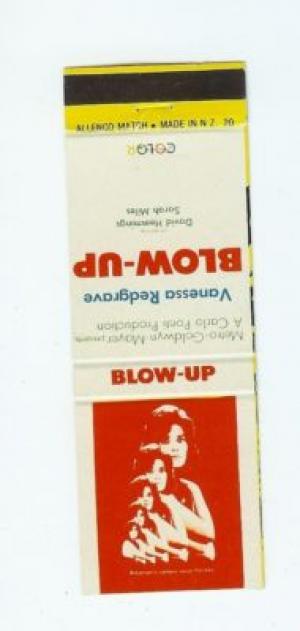 ALLENCO MATCH • MADE IN N.Z. 20
Metro-Goldwyn-Mayer presents
A Carlo Ponti Production
Vanessa Redgrave
BLOW-UP
David Hemmings
Sarah Miles
COLOR
BLOW-UP